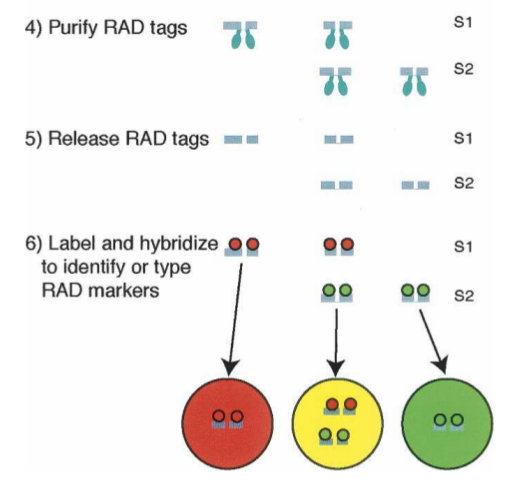 4) Purify RAD tags
S1
S2
5) Release RAD tags
S1
S2
6) Label and hybridize
to identify or type
RAD markers
S1
S2